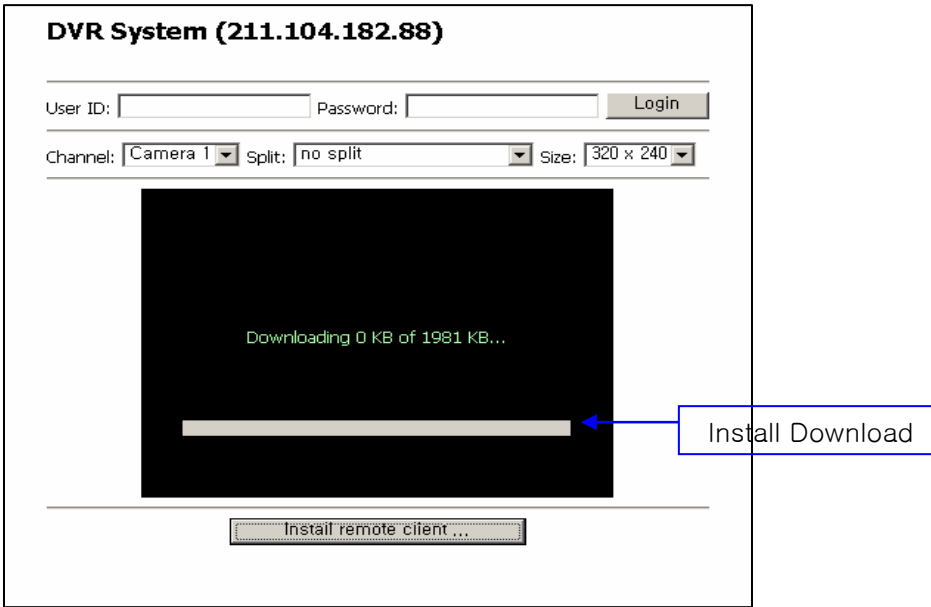 DVR System (211.104.182.88)
User ID: Password: Login
Channel: Camera 1 Split: no split Size: 320 x 240
Downloading 0 KB of 1981 KB...
Install Download
Install remote client ...